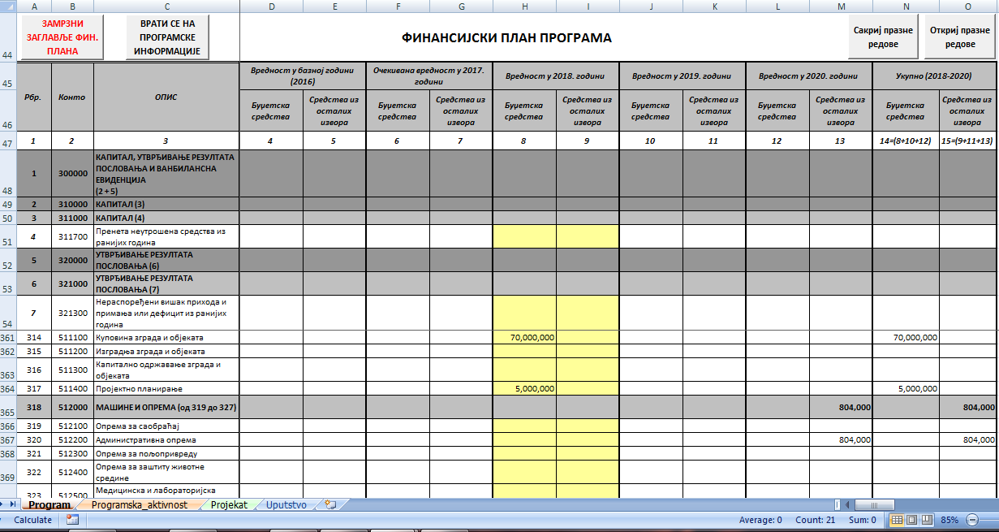 A B C D E F G H I J K L M N O
ЗАМРЗНИ
ЗАГЛАВЉЕ ФИН.
ПЛАНА
ВРАТИ СЕ НА
ПРОГРАМСКЕ
ИНФОРМАЦИЈЕ
ФИНАНСИЈСКИ ПЛАН ПРОГРАМА
Сакриј празне
редове
Откриј празне
редове
44
45
Рбр. Конто ОПИС
Вредност у базној години
(2016)
Очекивана вредност у 2017.
години
Вредност у 2018. години
Вредност у 2019. години
Вредност у 2020. години
Укупно (2018-2020)
46
Буџетска
средства
Средства из
осталих
извора
Буџетска
средства
Средства из
осталих
извора
Буџетска
средства
Средства из
осталих
извора
Буџетска
средства
Средства из
осталих
извора
Буџетска
средства
Средства из
осталих
извора
Буџетска
средства
Средства из
осталих
извора
47 1 2 3 4 5 6 7 8 9 10 11 12 13 14=(8+10+12) 15=(9+11+13)
48 1 300000 КАПИТАЛ, УТВРЂИВАЊЕ РЕЗУЛТАТА
ПОСЛОВАЊА И ВАНБИЛАНСНА
ЕВИДЕНЦИЈА
(2 + 5)
49 2 310000 КАПИТАЛ (3)
50 3 311000 КАПИТАЛ (4)
51 4 311700 Пренета неутрошена средства из
ранијих година
52 5 320000 УТВРЂИВАЊЕ РЕЗУЛТАТА
ПОСЛОВАЊА (6)
53 6 321000 УТВРЂИВАЊЕ РЕЗУЛТАТА
ПОСЛОВАЊА (7)
54 7 321300 Нераспоређени вишак прихода и
примања или дефицит из ранијих
година
361 314 511100 Куповина зграда и објеката 70,000,000 70,000,000
362 315 511200 Изградња зграда и објеката
363 316 511300 Капитално одржавање зграда и
објеката
364 317 511400 Пројектно планирање 5,000,000 5,000,000
365 318 512000 МАШИНЕ И ОПРЕМА (од 319 до 327) 804,000 804,000
366 319 512100 Опрема за саобраћај
367 320 512200 Административна опрема 804,000 804,000
368 321 512300 Опрема за пољопривреду
369 322 512400 Опрема за заштиту животне
средине
323 512500 Медицинска и лабораторијска
Program Programska_aktivnost Projekat Uputstvo
Calculate Average: 0 Count: 21 Sum: 0 85%